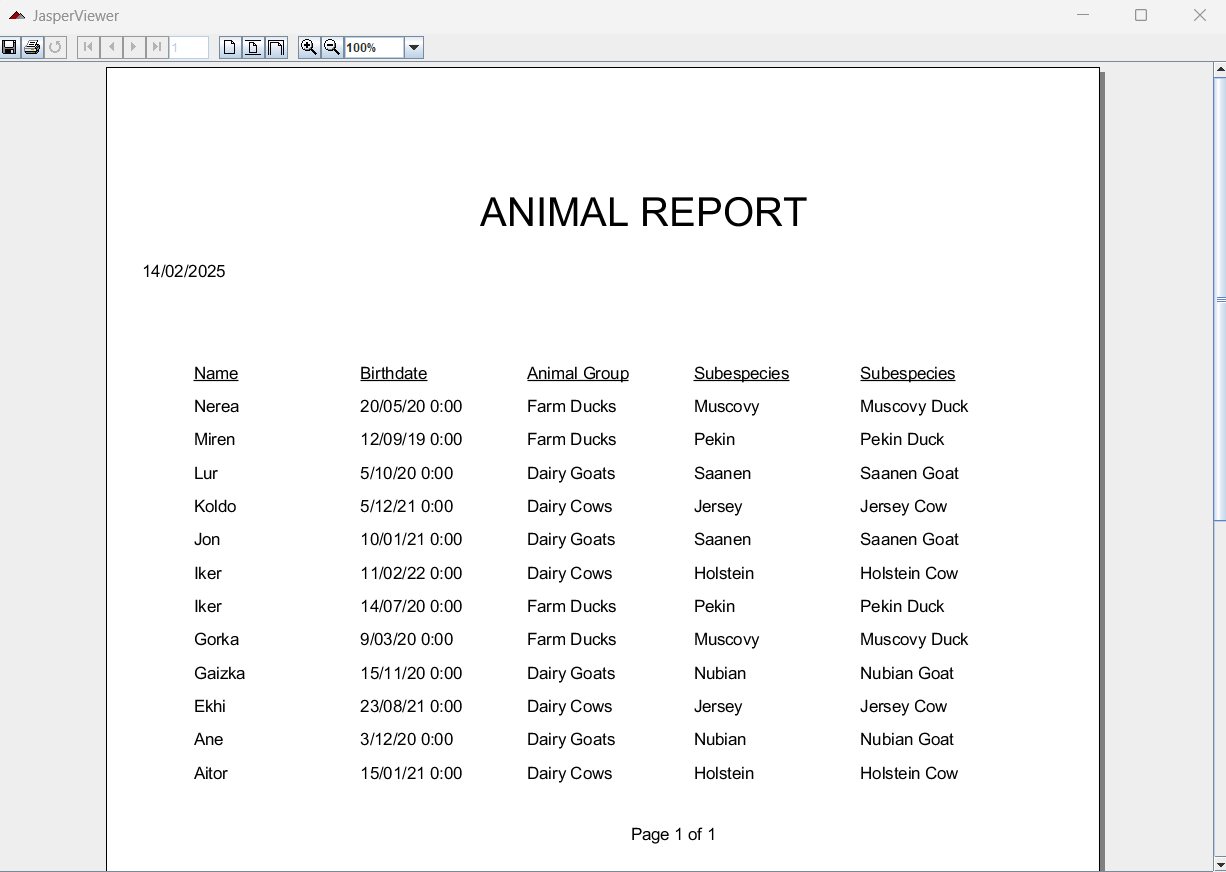 JasperViewer
1
100%
ANIMAL REPORT
14/02/2025
Name Birthdate Animal Group Subespecies Subespecies
Nerea 20/05/20 0:00 Farm Ducks Muscovy Muscovy Duck
Miren 12/09/19 0:00 Farm Ducks Pekin Pekin Duck
Lur 5/10/20 0:00 Dairy Goats Saanen Saanen Goat
Koldo 5/12/21 0:00 Dairy Cows Jersey Jersey Cow
Jon 10/01/21 0:00 Dairy Goats Saanen Saanen Goat
Iker 11/02/22 0:00 Dairy Cows Holstein Holstein Cow
Iker 14/07/20 0:00 Farm Ducks Pekin Pekin Duck
Gorka 9/03/20 0:00 Farm Ducks Muscovy Muscovy Duck
Gaizka 15/11/20 0:00 Dairy Goats Nubian Nubian Goat
Ekhi 23/08/21 0:00 Dairy Cows Jersey Jersey Cow
Ane 3/12/20 0:00 Dairy Goats Nubian Nubian Goat
Aitor 15/01/21 0:00 Dairy Cows Holstein Holstein Cow
Page 1 of 1